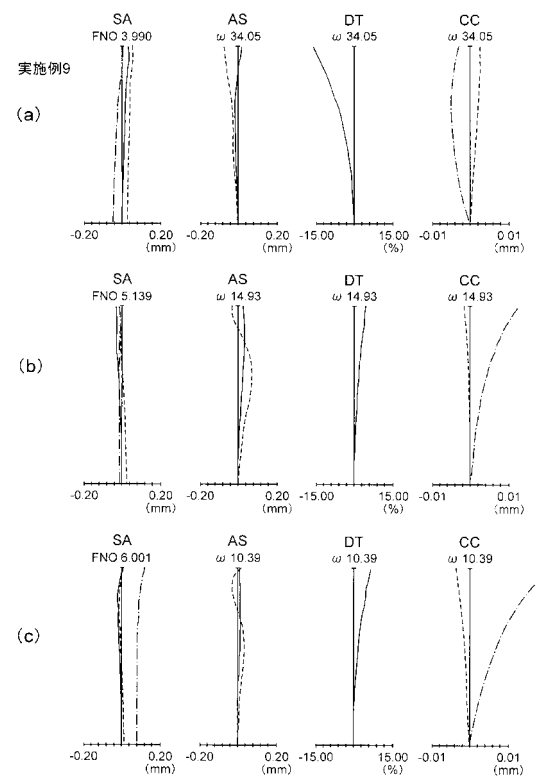 実施例9
(a)
SA AS DT CC
FNO 3.990 ω 34.05 ω 34.05 ω 34.05
-0.20 0.20 -0.20 0.20 -15.00 15.00 -0.01 0.01
(mm) (mm) (%) (mm)
(b)
SA AS DT CC
FNO 5.139 ω 14.93 ω 14.93 ω 14.93
-0.20 0.20 -0.20 0.20 -15.00 15.00 -0.01 0.01
(mm) (mm) (%) (mm)
(c)
SA AS DT CC
FNO 6.001 ω 10.39 ω 10.39 ω 10.39
-0.20 0.20 -0.20 0.20 -15.00 15.00 -0.01 0.01
(mm) (mm) (%) (mm)